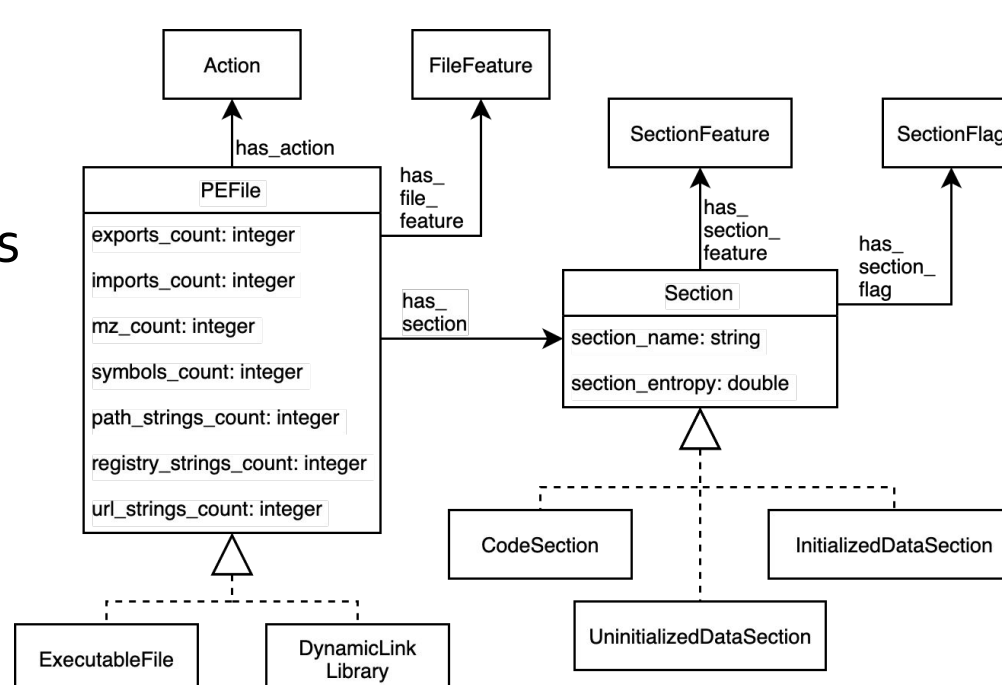 Action
FileFeature
SectionFeature
SectionFlag
has_action
has_
file_
feature
PEFile
exports_count: integer
imports_count: integer
mz_count: integer
symbols_count: integer
path_strings_count: integer
registry_strings_count: integer
url_strings_count: integer
s
has_
section
has_
section_
feature
has_
section_
flag
Section
section_name: string
section_entropy: double
CodeSection
InitializedDataSection
UninitializedDataSection
ExecutableFile
DynamicLink
Library